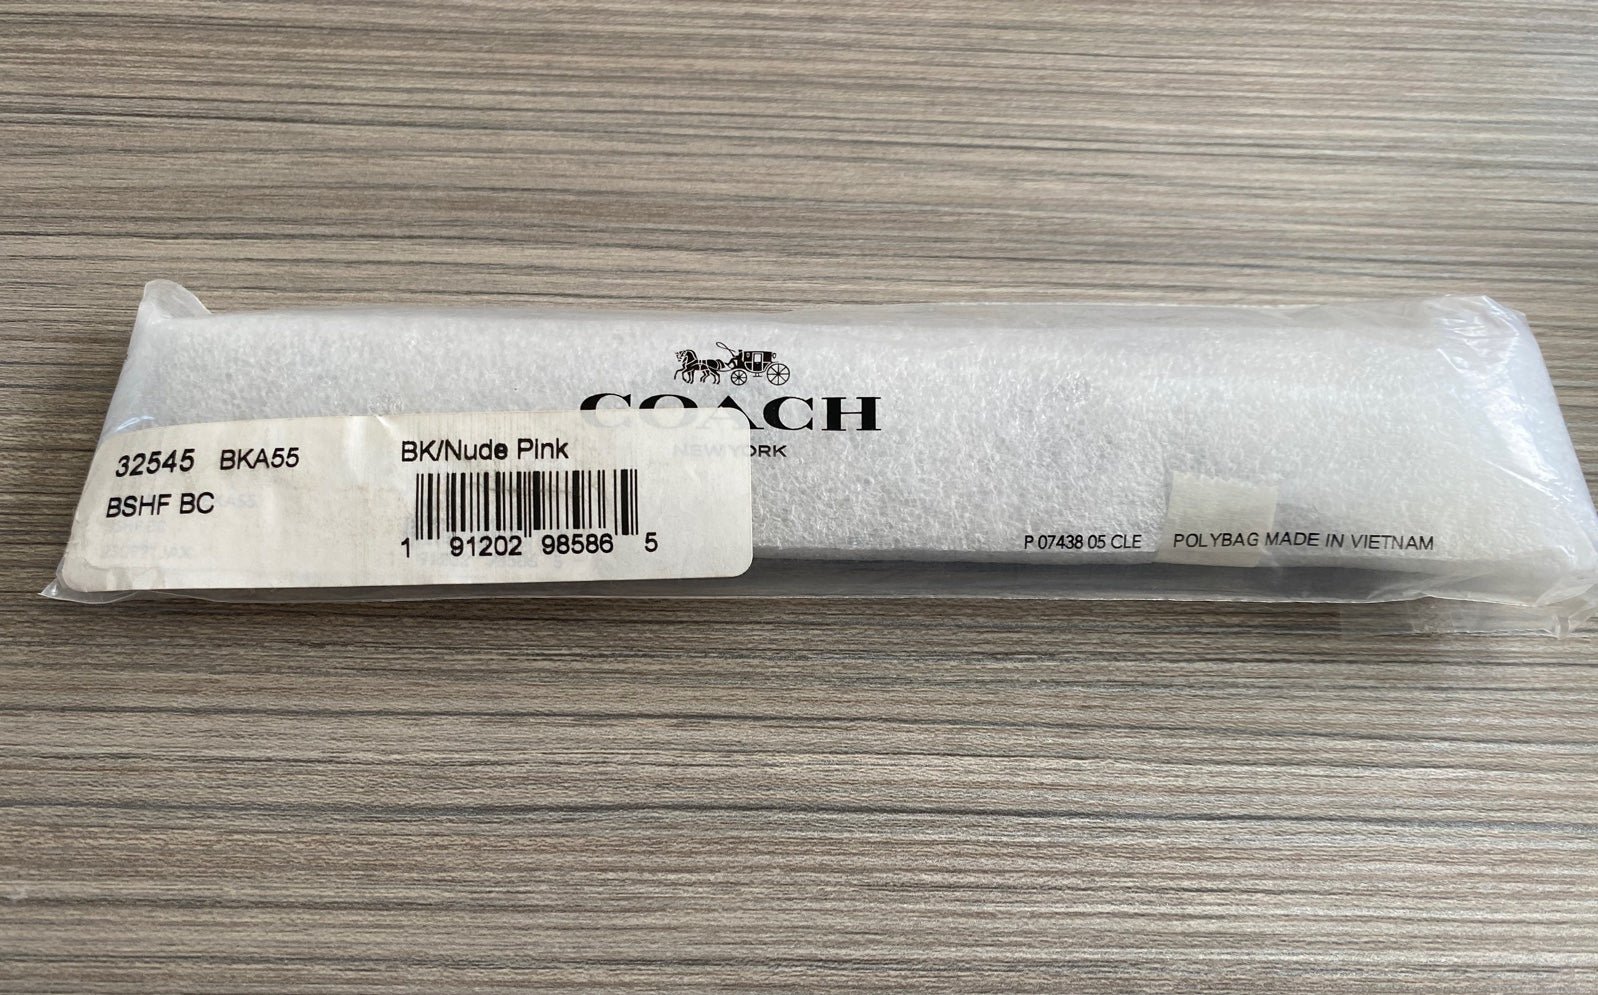 COACH
NEW YORK
32545 BKA55 BK/Nude Pink
BSHF BC
1 91202 98586 5
P 07438 05 CLE POLYBAG MADE IN VIETNAM